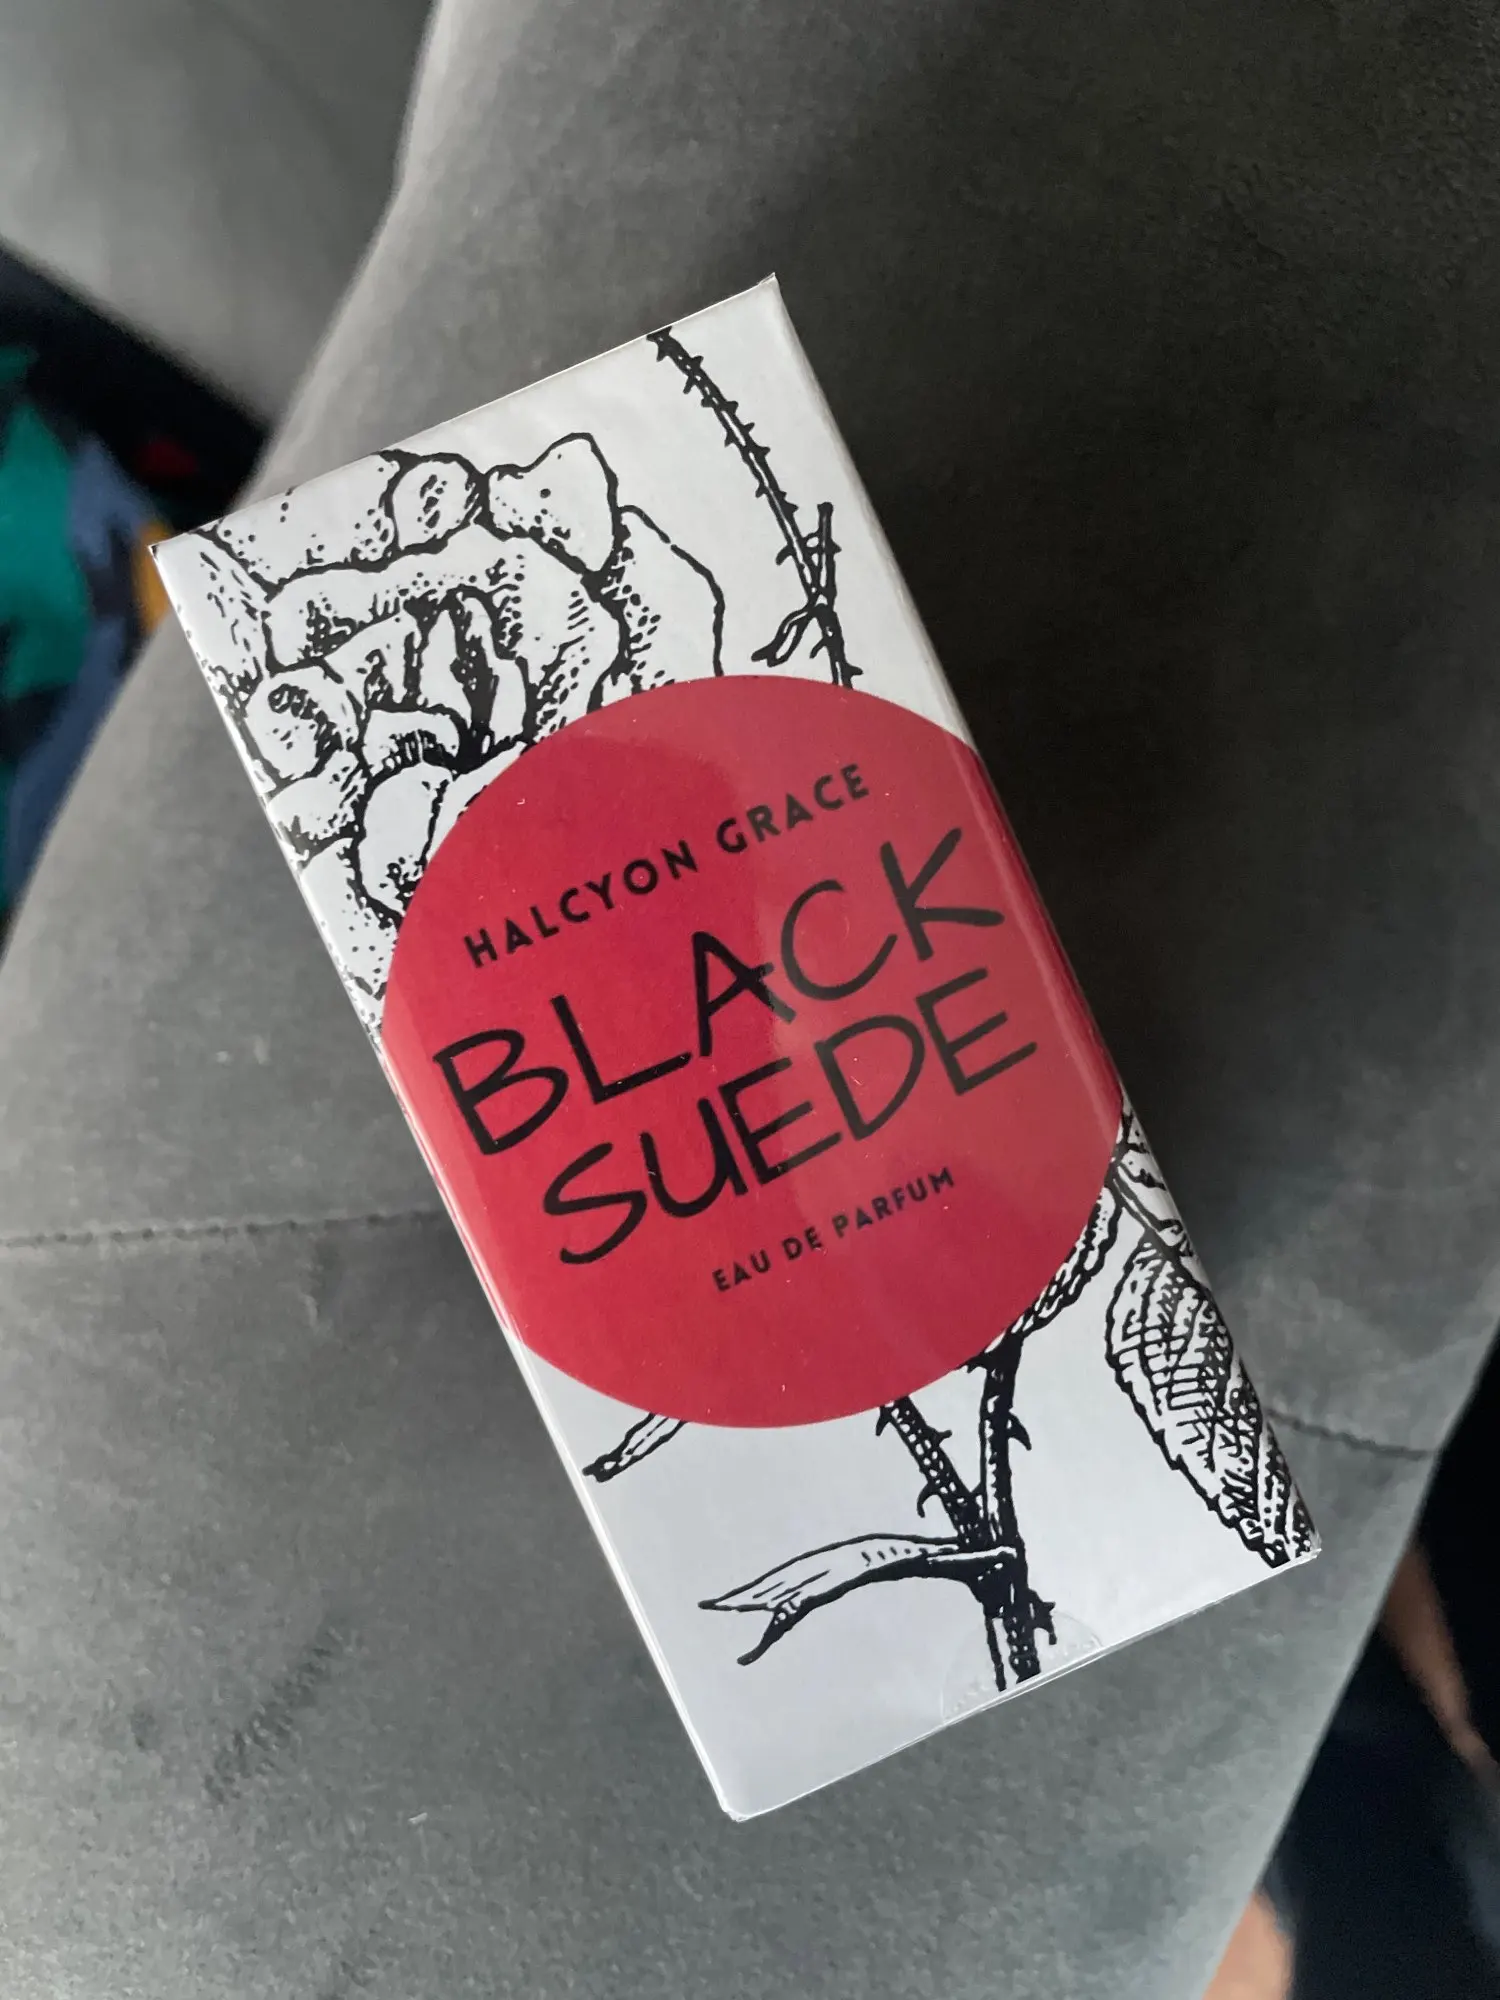 HALCYON GRACE
BLACK
SUEDE
EAU DE PARFUM